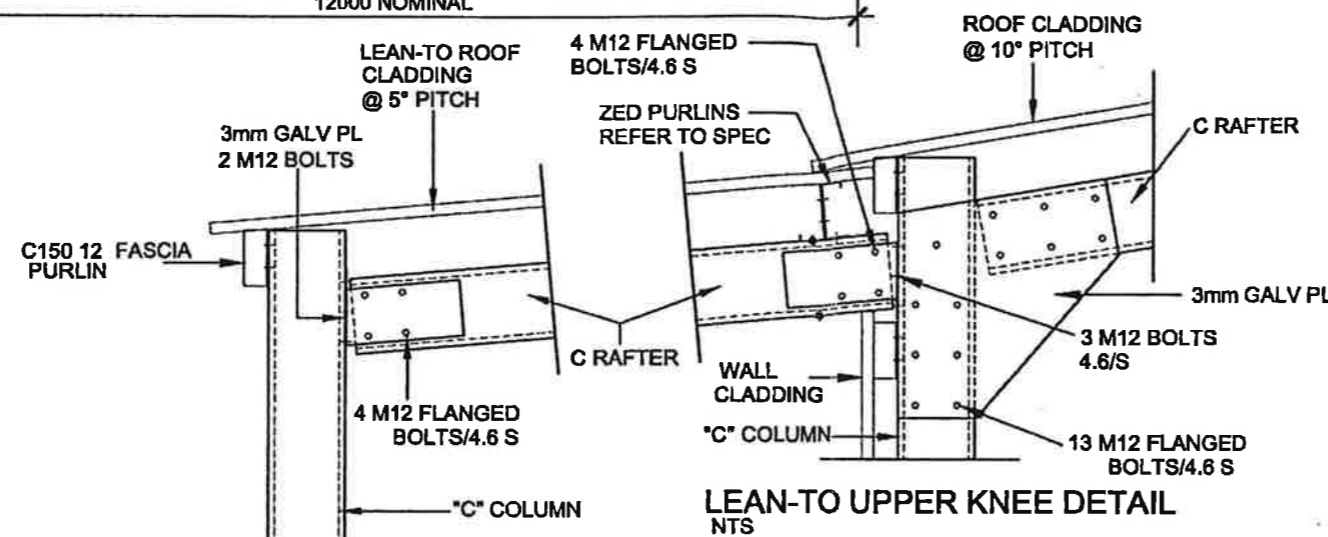 12000 NOMINAL
LEAN-TO ROOF
CLADDING
@ 5° PITCH
4 M12 FLANGED
BOLTS/4.6 S
ROOF CLADDING
@ 10° PITCH
3mm GALV PL
2 M12 BOLTS
ZED PURLINS
REFER TO SPEC
C RAFTER
C150 12 FASCIA
PURLIN
3mm GALV PL
C RAFTER
3 M12 BOLTS
4.6/S
WALL
CLADDING
4 M12 FLANGED
BOLTS/4.6 S
"C" COLUMN
13 M12 FLANGED
BOLTS/4.6 S
"C" COLUMN
LEAN-TO UPPER KNEE DETAIL
NTS